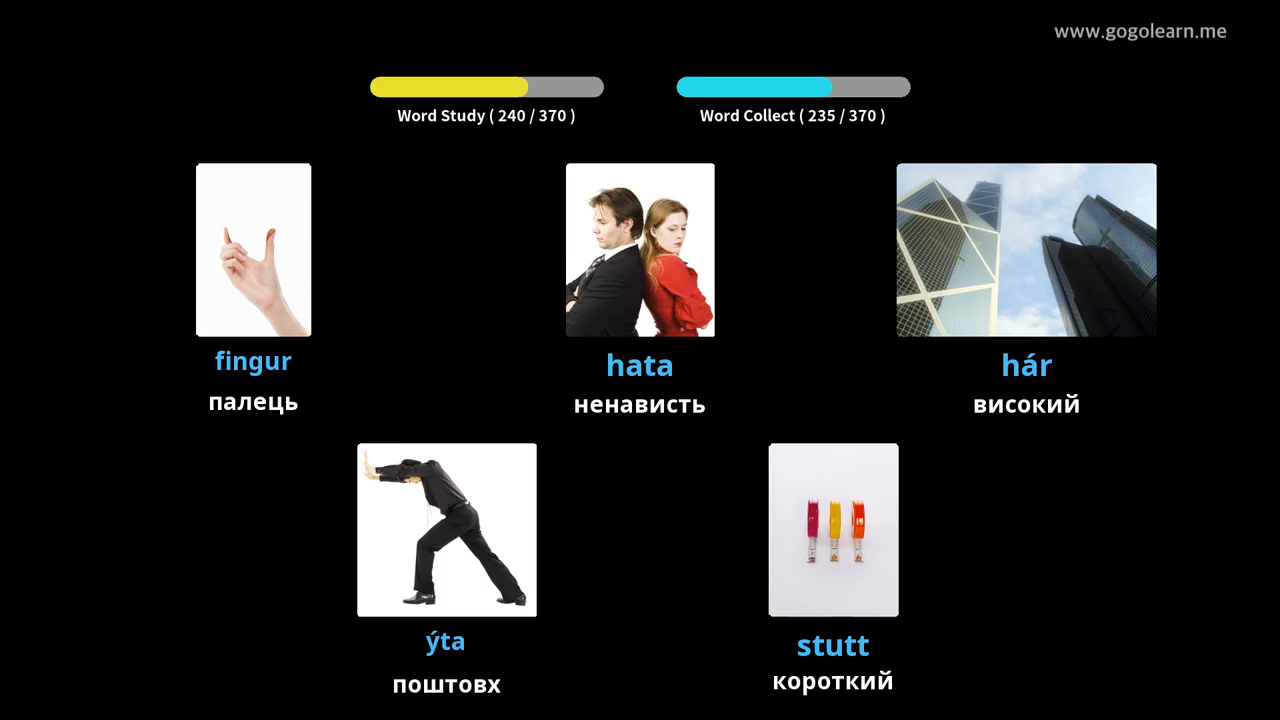 www.gogolearn.me
Word Study ( 240 / 370 )
Word Collect ( 235 / 370 )
fingur
палець
hata
ненависть
hár
високий
ýta
поштовх
stutt
короткий